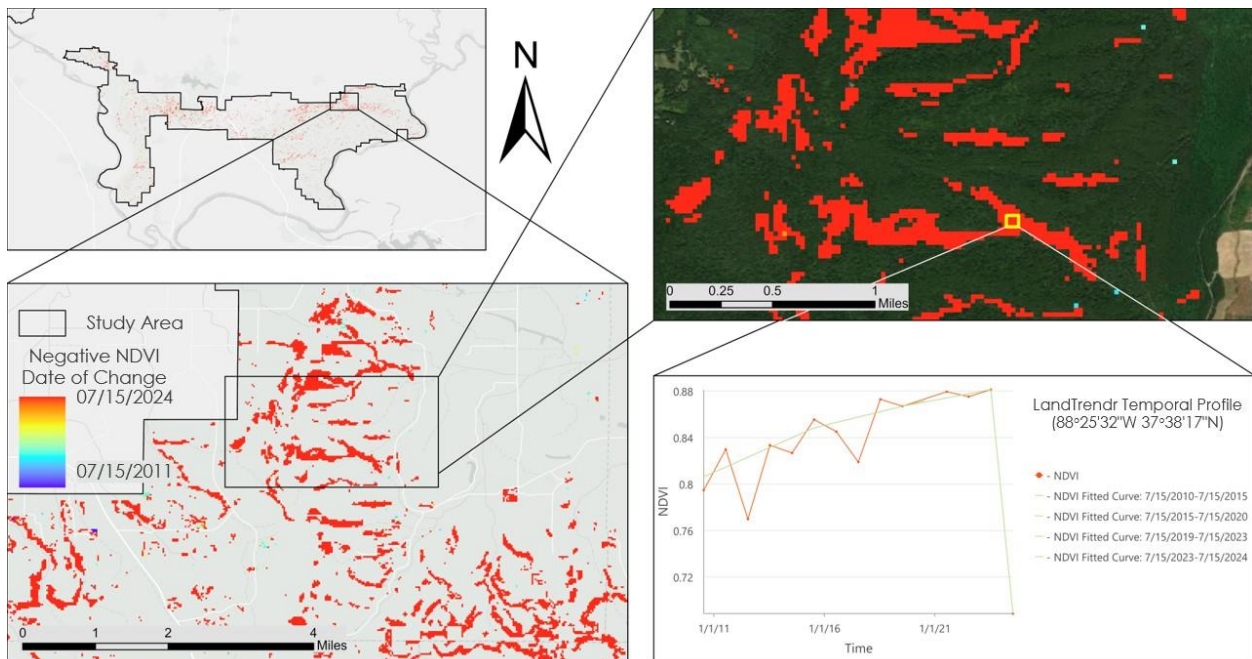 N
0 0.25 0.5 1
Miles
Study Area
Negative NDVI
Date of Change
07/15/2024
07/15/2011
0 1 2 4
Miles
LandTrendr Temporal Profile
(88°25'32"W 37°38'17"N)
0.88
0.84
0.8
0.76
0.72
NDVI
1/1/11 1/1/16 1/1/21
Time
- NDVI
- NDVI Fitted Curve: 7/15/2010-7/15/2015
- NDVI Fitted Curve: 7/15/2015-7/15/2020
- NDVI Fitted Curve: 7/15/2019-7/15/2023
- NDVI Fitted Curve: 7/15/2023-7/15/2024